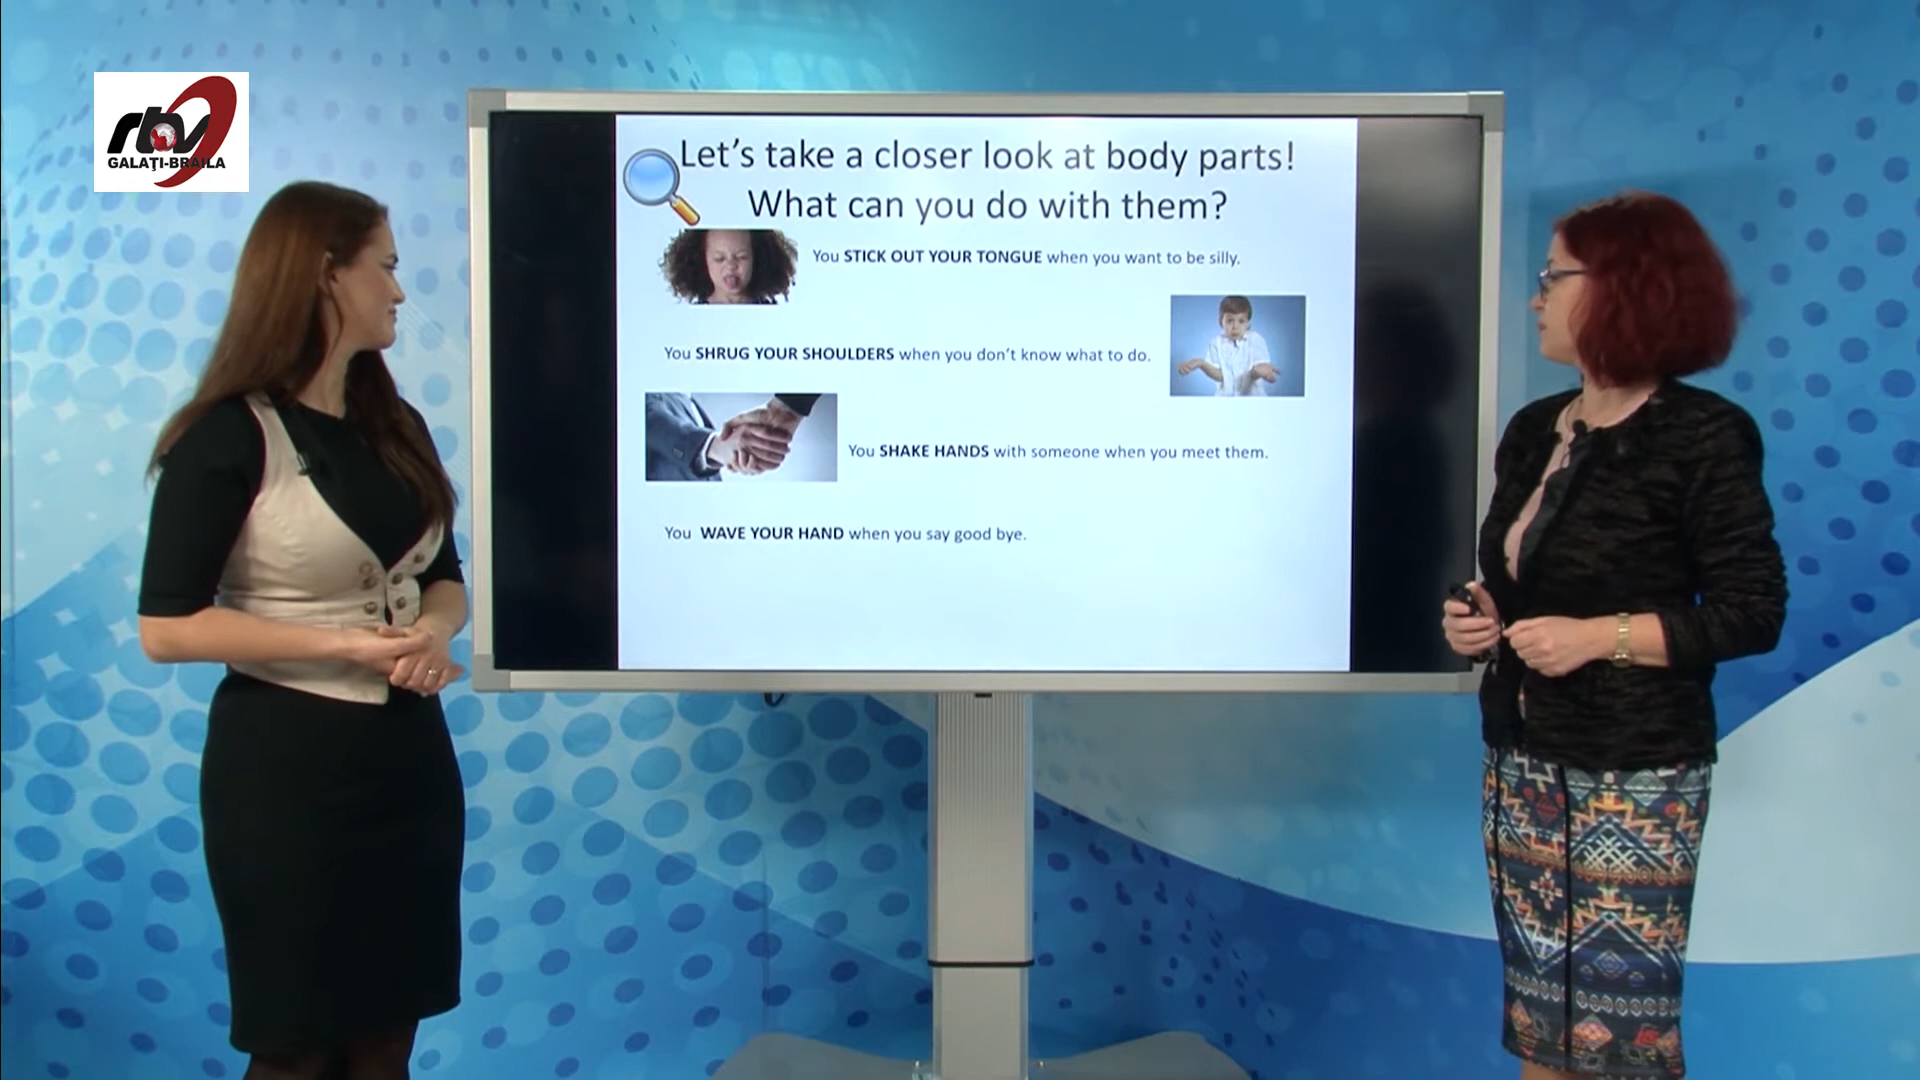 rtv
GALAŢI-BRĂILA
Let's take a closer look at body parts!
What can you do with them?
You STICK OUT YOUR TONGUE when you want to be silly.
You SHRUG YOUR SHOULDERS when you don't know what to do.
You SHAKE HANDS with someone when you meet them.
You WAVE YOUR HAND when you say good bye.